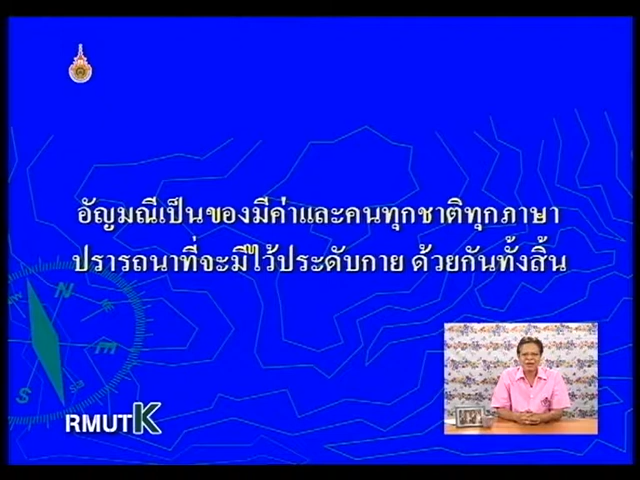 อัญมณีเป็นของมีค่าและคนทุกชาติทุกภาษา
ปรารถนาที่จะมีไว้ประดับกาย ด้วยกันทั้งสิ้น
N
NE
E
SE
S
RMUTK